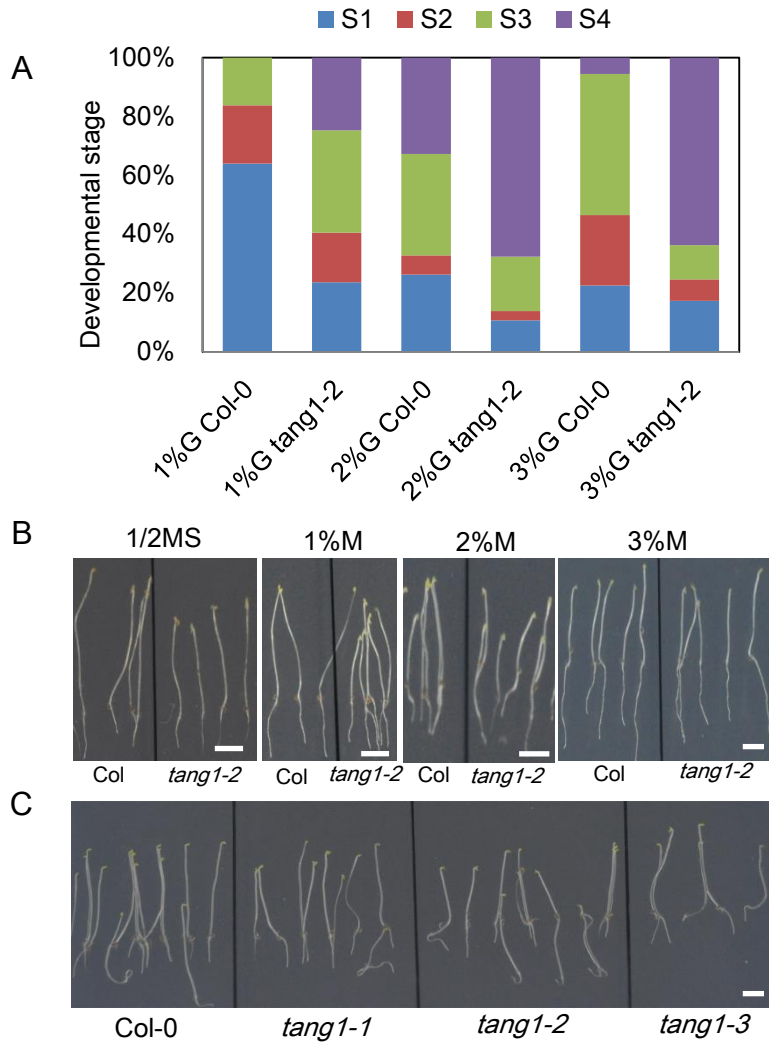 S1 S2 S3 S4
A
Developmental stage
100%
80%
60%
40%
20%
0%
1%G Col-0
1%G tang1-2
2%G Col-0
2%G tang1-2
3%G Col-0
3%G tang1-2
B
1/2MS 1%M 2%M 3%M
Col tang1-2 Col tang1-2 Col tang1-2 Col tang1-2
C
Col-0 tang1-1 tang1-2 tang1-3